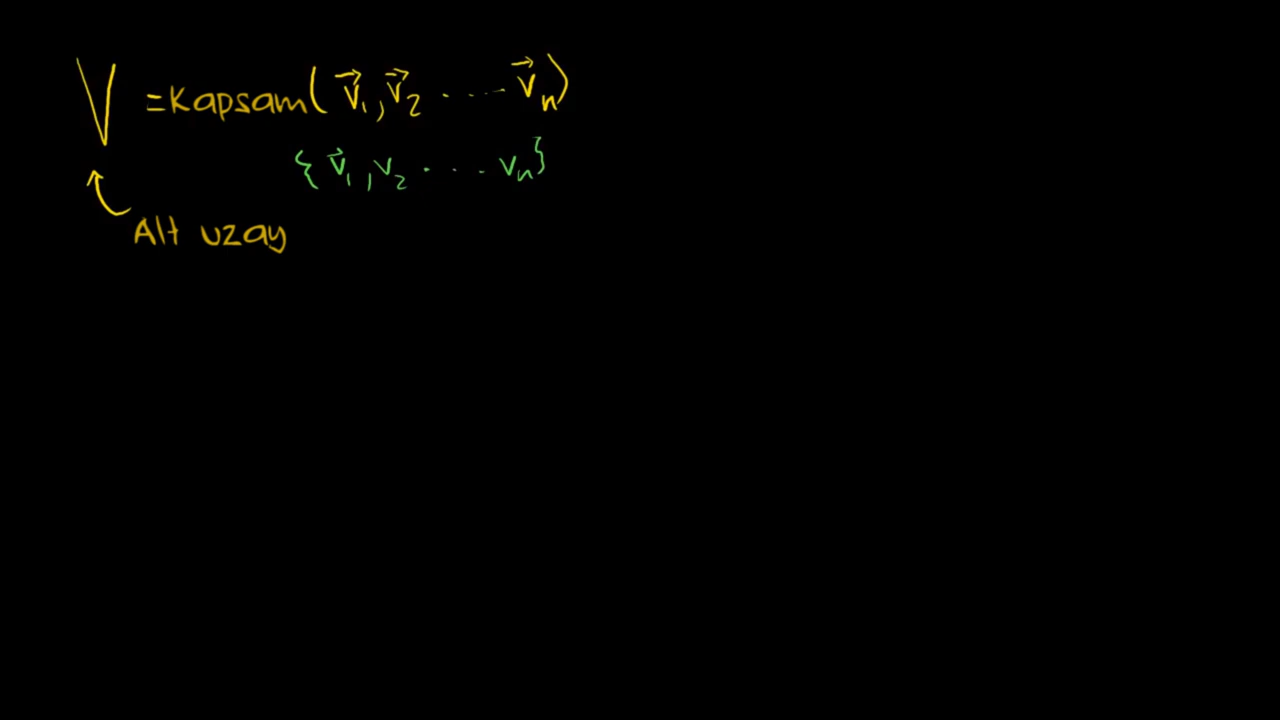 V = Kapsam( v⃗₁, v⃗₂ ..... v⃗ₙ)
{ v⃗₁, v₂ .... vₙ}
Alt uzay